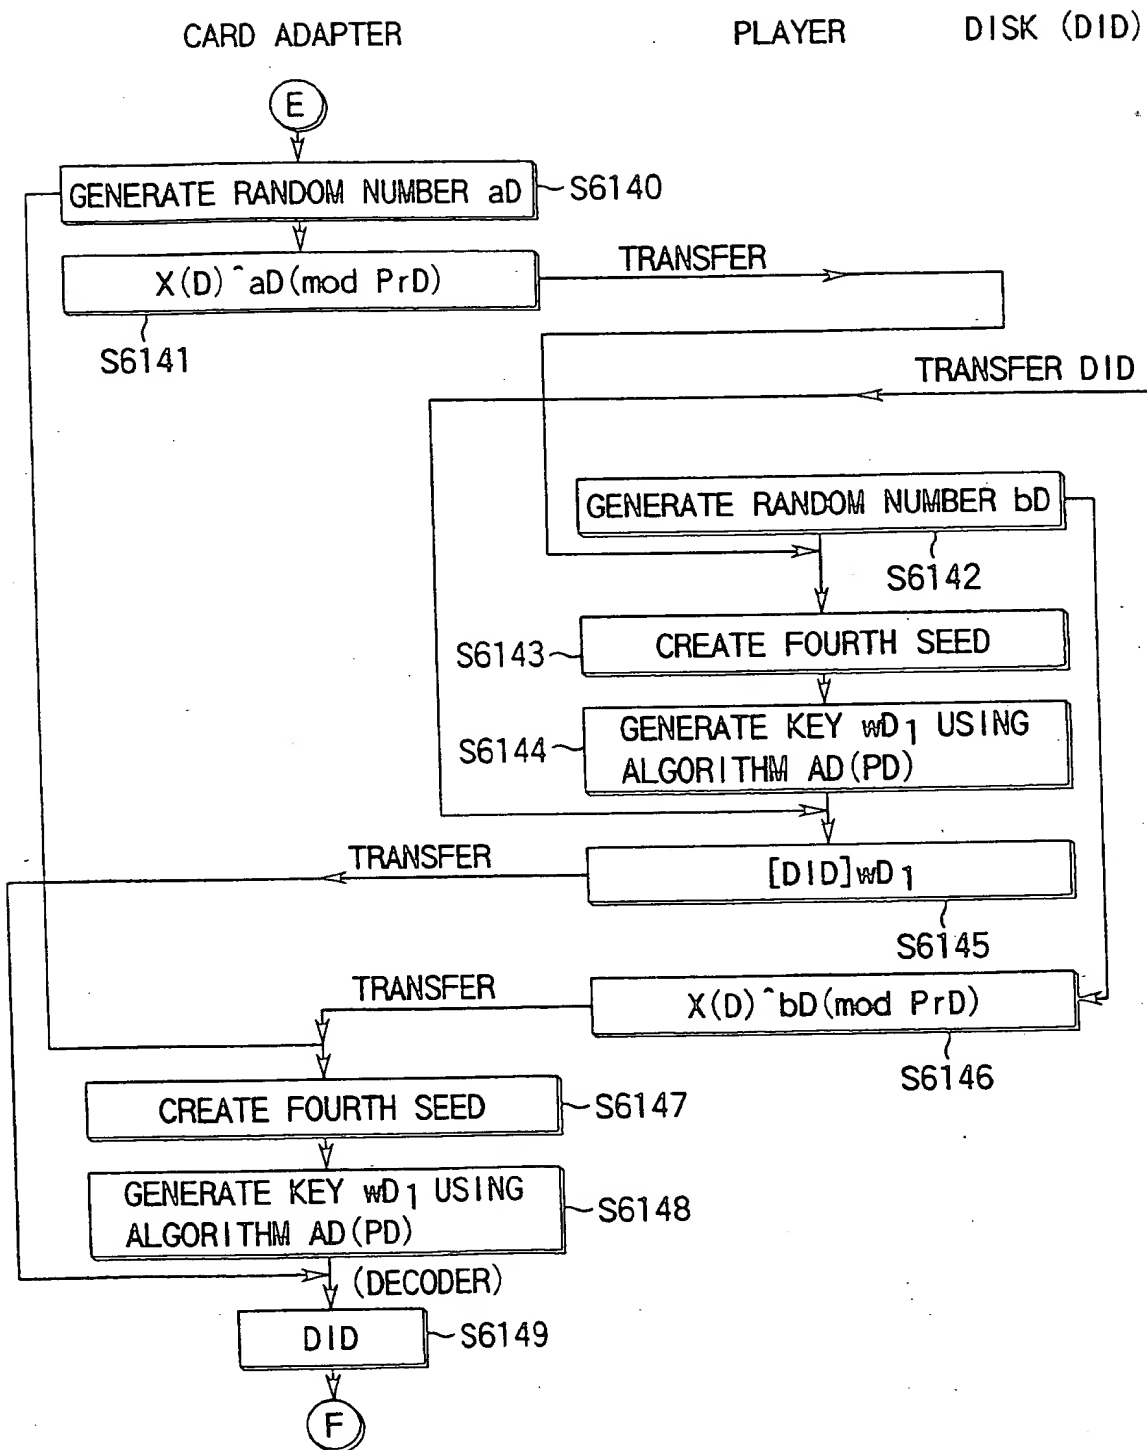 CARD ADAPTER
PLAYER
DISK (DID)
E
GENERATE RANDOM NUMBER aD
S6140
X(D)^aD(mod PrD)
TRANSFER
S6141
TRANSFER DID
GENERATE RANDOM NUMBER bD
S6142
S6143
CREATE FOURTH SEED
S6144
GENERATE KEY wD1 USING
ALGORITHM AD(PD)
TRANSFER
[DID]wD1
S6145
TRANSFER
X(D)^bD(mod PrD)
S6146
CREATE FOURTH SEED
S6147
GENERATE KEY wD1 USING
ALGORITHM AD(PD)
S6148
(DECODER)
DID
S6149
F